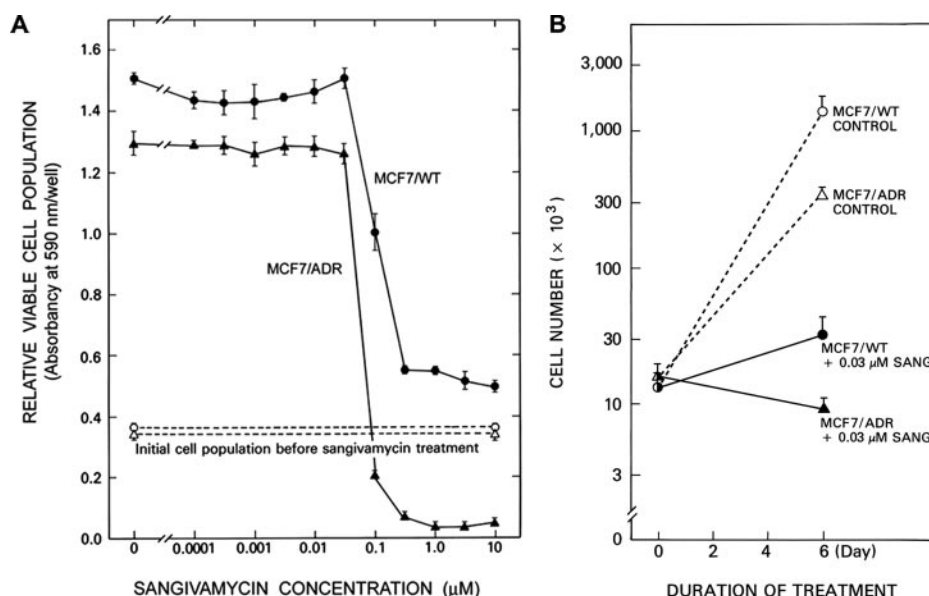 A
RELATIVE VIABLE CELL POPULATION
(Absorbancy at 590 nm/well)
1.6
1.4
1.2
1.0
0.8
0.6
0.4
0.2
0.0
MCF7/WT
MCF7/ADR
Initial cell population before sangivamycin treatment
0 0.0001 0.001 0.01 0.1 1.0 10
SANGIVAMYCIN CONCENTRATION (µM)
B
CELL NUMBER (× 10³)
3,000
1,000
300
100
30
10
3
0
MCF7/WT
CONTROL
MCF7/ADR
CONTROL
MCF7/WT
+ 0.03 µM SANG
MCF7/ADR
+ 0.03 µM SANG
0 2 4 6 (Day)
DURATION OF TREATMENT